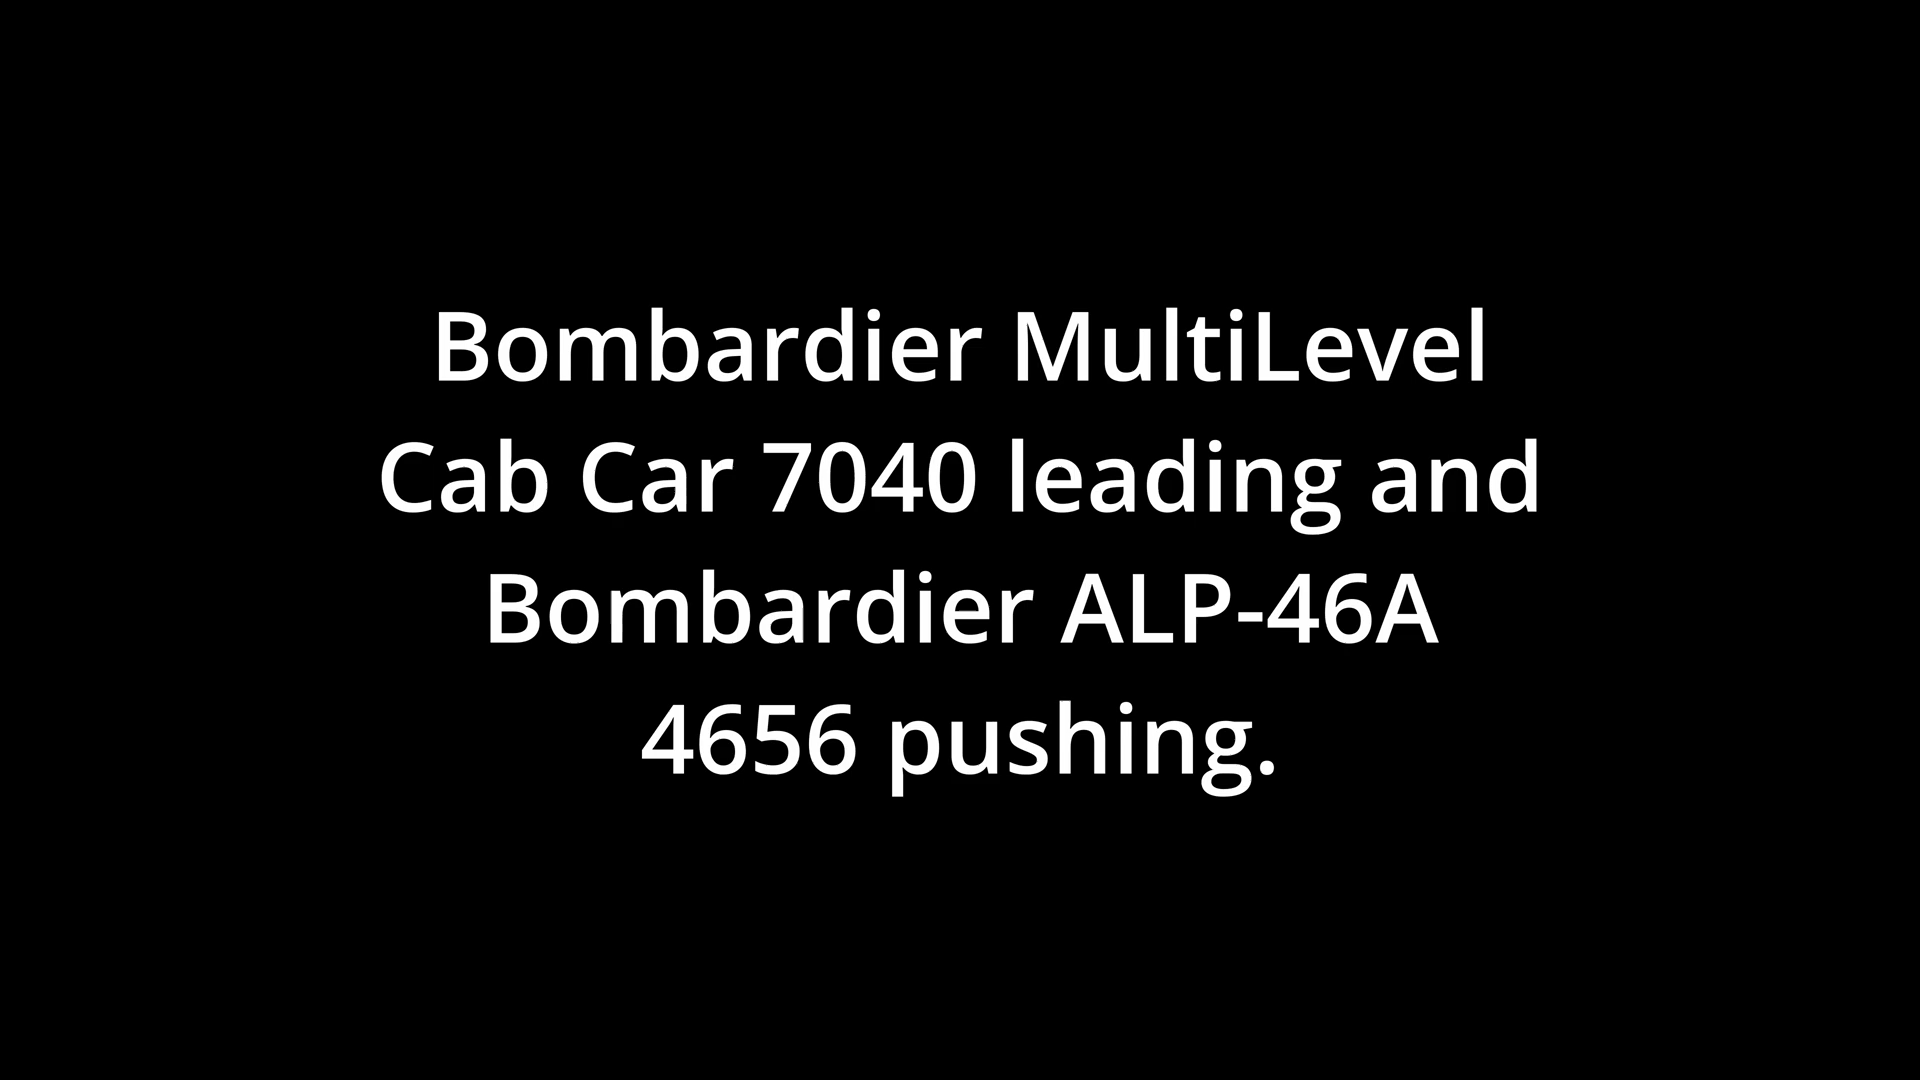 Bombardier MultiLevel
Cab Car 7040 leading and
Bombardier ALP-46A
4656 pushing.